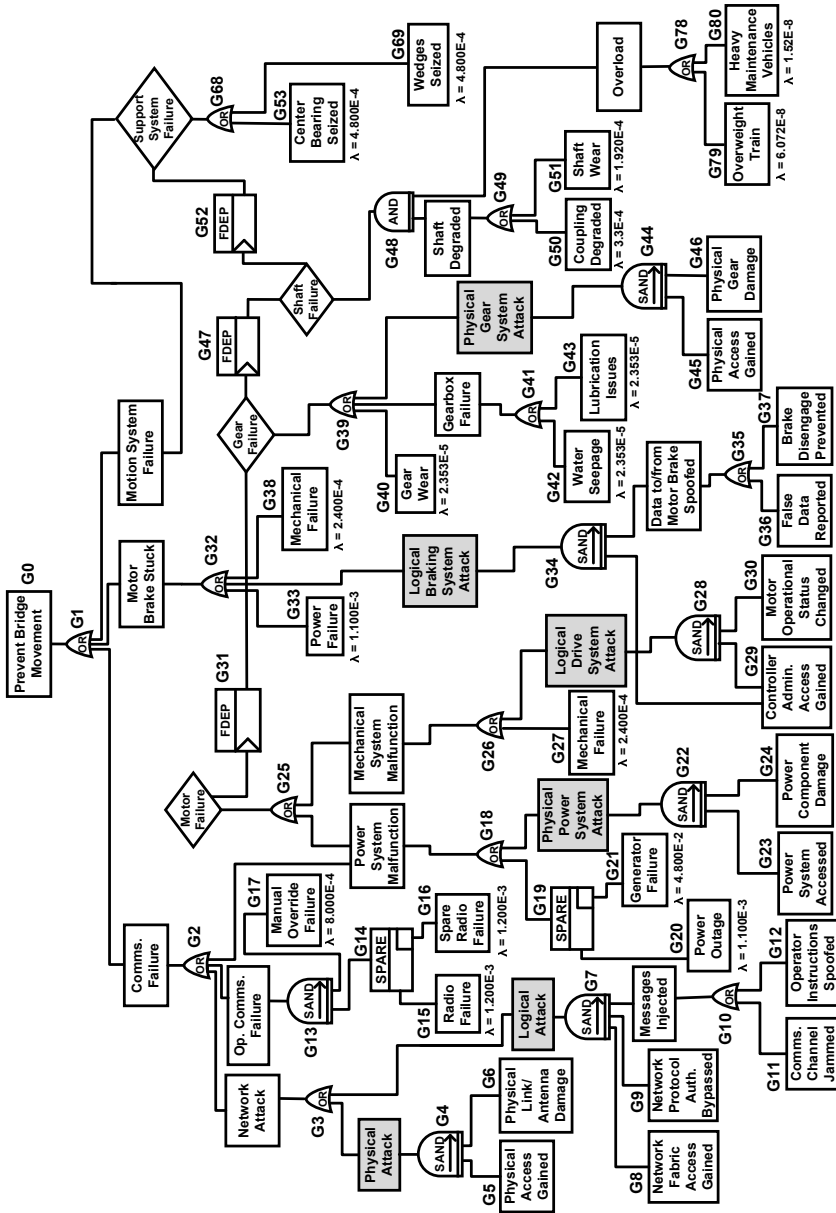 Prevent Bridge
Movement
G0
OR
G1
Comms.
Failure
Motor
Brake Stuck
Motion System
Failure
OR
G2
Network
Attack
Op. Comms.
Failure
OR
G3
Physical
Attack
SAND
G4
G5
Physical
Access
Gained
G6
Physical
Link/
Antenna
Damage
Logical
Attack
SAND
G7
G8
Network
Fabric Access
Gained
G9
Network
Protocol
Auth.
Bypassed
Messages
Injected
OR
G10
G11
Comms.
Channel
Jammed
G12
Operator
Instructions
Spoofed
SAND
G13
G17
Manual
Override
Failure
λ = 8.000E-4
SPARE
G14
G15
Radio
Failure
λ = 1.200E-3
G16
Spare
Radio
Failure
λ = 1.200E-3
Motor
Failure
OR
G25
Power
System
Malfunction
OR
G18
SPARE
G19
G20
Power
Outage
λ = 1.100E-3
G21
Generator
Failure
λ = 4.800E-2
Physical
Power
System
Attack
SAND
G22
G23
Power
System
Accessed
G24
Power
Component
Damage
Mechanical
System
Malfunction
OR
G26
G27
Mechanical
Failure
λ = 2.400E-4
Logical
Drive
System
Attack
SAND
G28
G29
Controller
Admin.
Access
Gained
G30
Motor
Operational
Status
Changed
FDEP
G31
OR
G32
G33
Power
Failure
λ = 1.100E-3
Logical
Braking
System
Attack
G38
Mechanical
Failure
λ = 2.400E-4
SAND
G34
Data to/from
Motor Brake
Spoofed
OR
G35
G36
False
Data
Reported
G37
Brake
Disengage
Prevented
Gear
Failure
OR
G39
G40
Gear
Wear
λ = 2.353E-5
Gearbox
Failure
OR
G41
G42
Water
Seepage
λ = 2.353E-5
G43
Lubrication
Issues
λ = 2.353E-5
Physical
Gear
System
Attack
SAND
G44
G45
Physical
Access
Gained
G46
Physical
Gear
Damage
FDEP
G47
Shaft
Failure
AND
G48
Shaft
Degraded
OR
G49
G50
Coupling
Degraded
λ = 3.3E-4
G51
Shaft
Wear
λ = 1.920E-4
FDEP
G52
Support
System
Failure
OR
G68
G53
Center
Bearing
Seized
λ = 4.800E-4
G69
Wedges
Seized
λ = 4.800E-4
Overload
OR
G78
G79
Overweight
Train
λ = 6.072E-8
G80
Heavy
Maintenance
Vehicles
λ = 1.52E-8